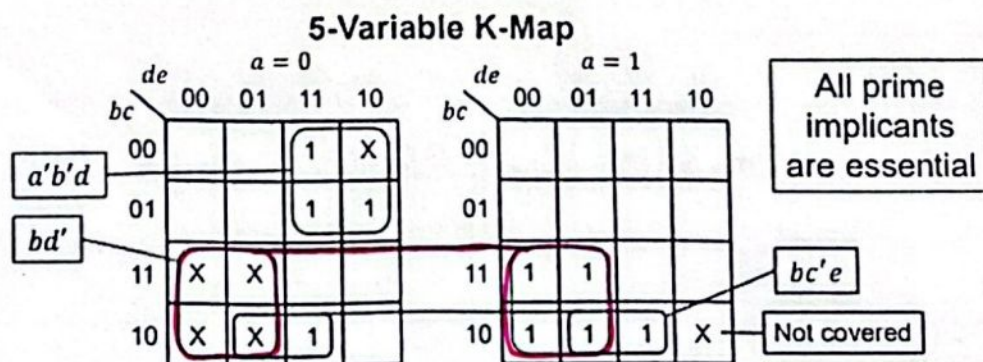 5-Variable K-Map
de a = 0 de a = 1
bc 00 01 11 10 bc 00 01 11 10
All prime
implicants
are essential
00 1 X 00
a'b'd
01 1 1 01
bd'
11 X X 11 1 1
bc'e
10 X X 1 10 1 1 1 X
Not covered